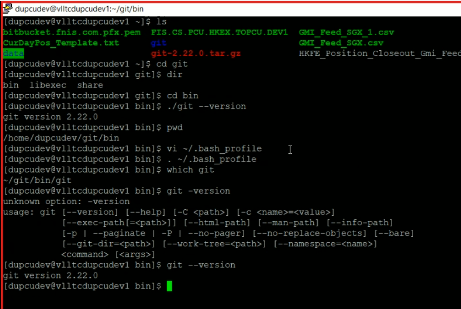 dupcudev@vlltcdupcudev1:~/git/bin
[dupcudev@vlltcdupcudev1 ~]$ ls
bitbucket.fnis.com.pfx.pem FIS.CS.PCU.HKEX.TOPCU.DEV1 GMI_Feed_SGX_1.csv
CurDayPos_Template.txt git GMI_Feed_SGX.csv
data git-2.22.0.tar.gz HKFE_Position_Closeout_Gmi_Feed
[dupcudev@vlltcdupcudev1 ~]$ cd git
[dupcudev@vlltcdupcudev1 git]$ dir
bin libexec share
[dupcudev@vlltcdupcudev1 git]$ cd bin
[dupcudev@vlltcdupcudev1 bin]$ ./git --version
git version 2.22.0
[dupcudev@vlltcdupcudev1 bin]$ pwd
/home/dupcudev/git/bin
[dupcudev@vlltcdupcudev1 bin]$ vi ~/.bash_profile
[dupcudev@vlltcdupcudev1 bin]$ . ~/.bash_profile
[dupcudev@vlltcdupcudev1 bin]$ which git
~/git/bin/git
[dupcudev@vlltcdupcudev1 bin]$ git -version
unknown option: -version
usage: git [--version] [--help] [-C <path>] [-c <name>=<value>]
[--exec-path[=<path>]] [--html-path] [--man-path] [--info-path]
[-p | --paginate | -P | --no-pager] [--no-replace-objects] [--bare]
[--git-dir=<path>] [--work-tree=<path>] [--namespace=<name>]
<command> [<args>]
[dupcudev@vlltcdupcudev1 bin]$ git --version
git version 2.22.0
[dupcudev@vlltcdupcudev1 bin]$